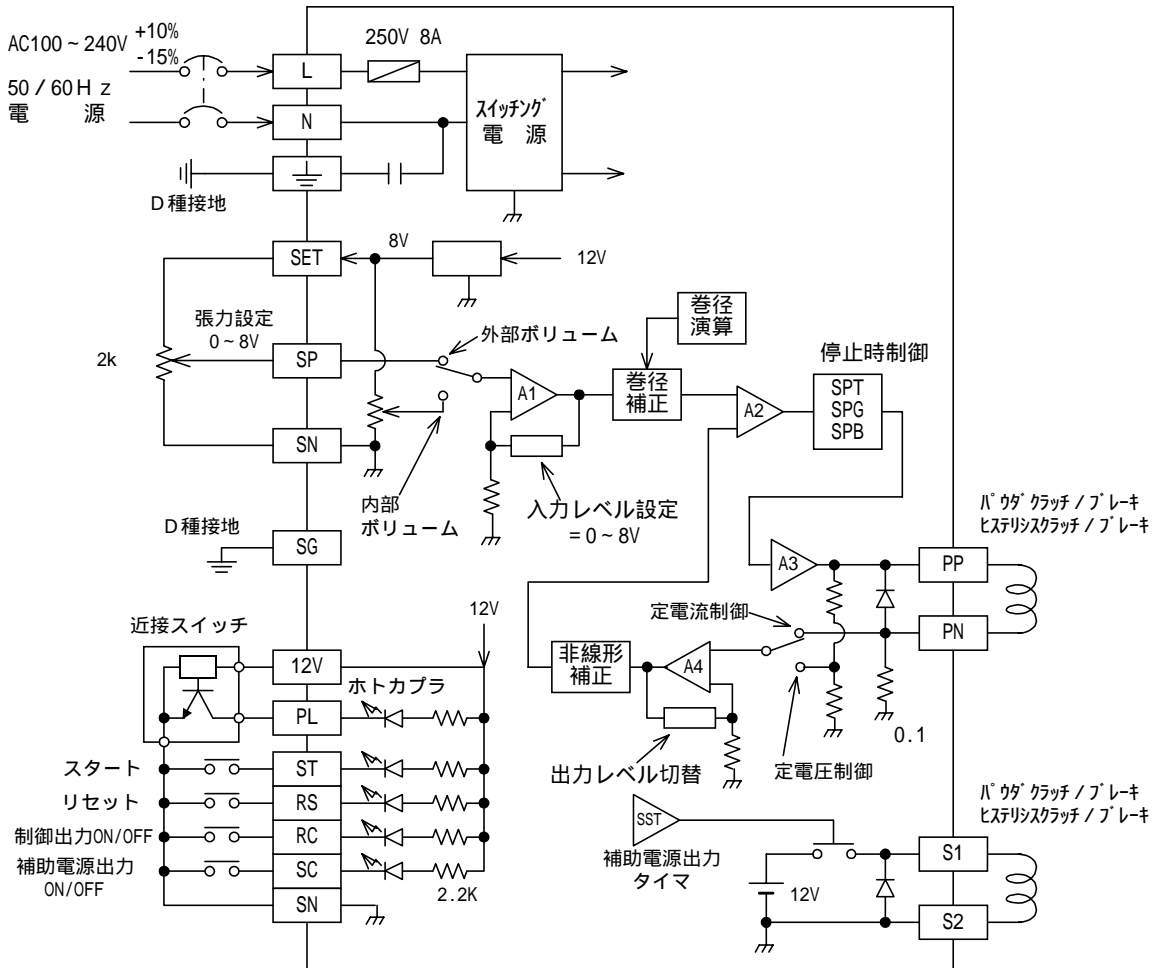 AC100～240V +10%
-15%
250V 8A
50/60Hz
電 源
L
N
スイッチング
電 源
D種接地
SET
8V
12V
張力設定
0～8V
2k
SP
外部ボリューム
A1
巻径
演算
巻径
補正
A2
停止時制御
SPT
SPG
SPB
SN
内部
ボリューム
入力レベル設定
=0～8V
D種接地
SG
パウダクラッチ/ブレーキ
ヒステリシスクラッチ/ブレーキ
A3
PP
PN
定電流制御
非線形
補正
A4
0.1
出力レベル切替
定電圧制御
近接スイッチ
12V
12V
ホトカプラ
PL
スタート
ST
リセット
RS
制御出力ON/OFF
RC
補助電源出力
ON/OFF
SC
2.2K
SN
SST
補助電源出力
タイマ
12V
パウダクラッチ/ブレーキ
ヒステリシスクラッチ/ブレーキ
S1
S2